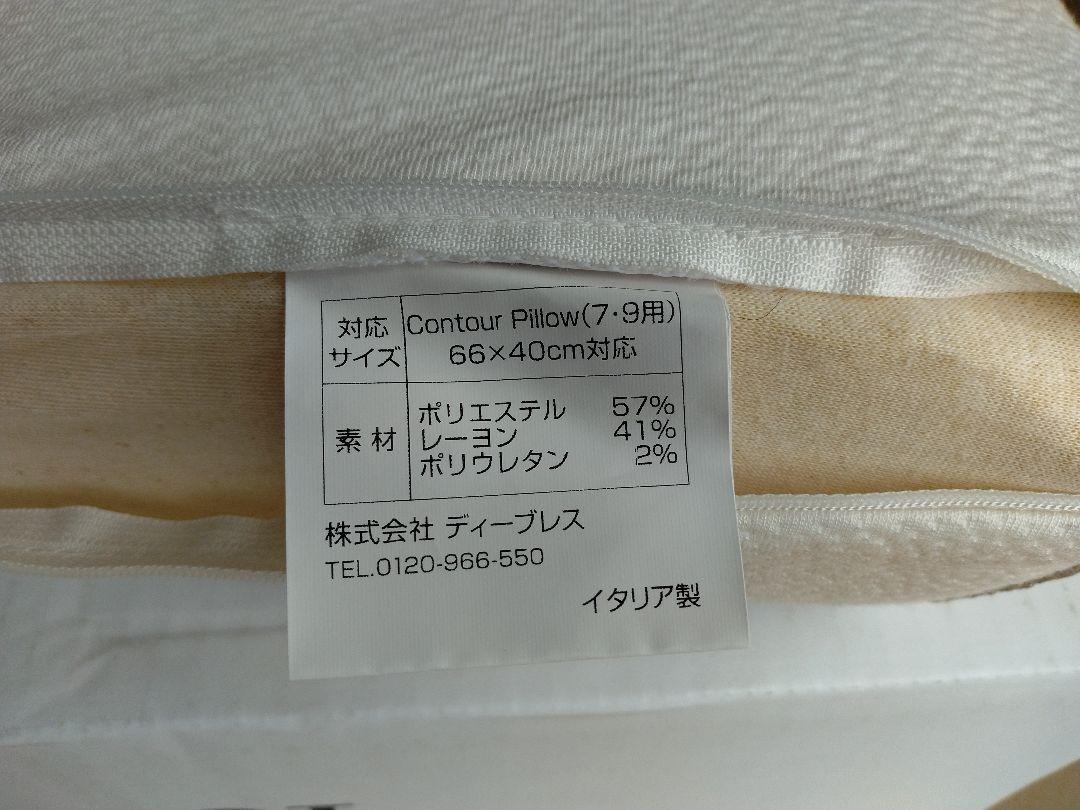 対応
サイズ
Contour Pillow(7・9用)
66×40cm対応
素材
ポリエステル 57%
レーヨン 41%
ポリウレタン 2%
株式会社 ディーブレス
TEL.0120-966-550
イタリア製